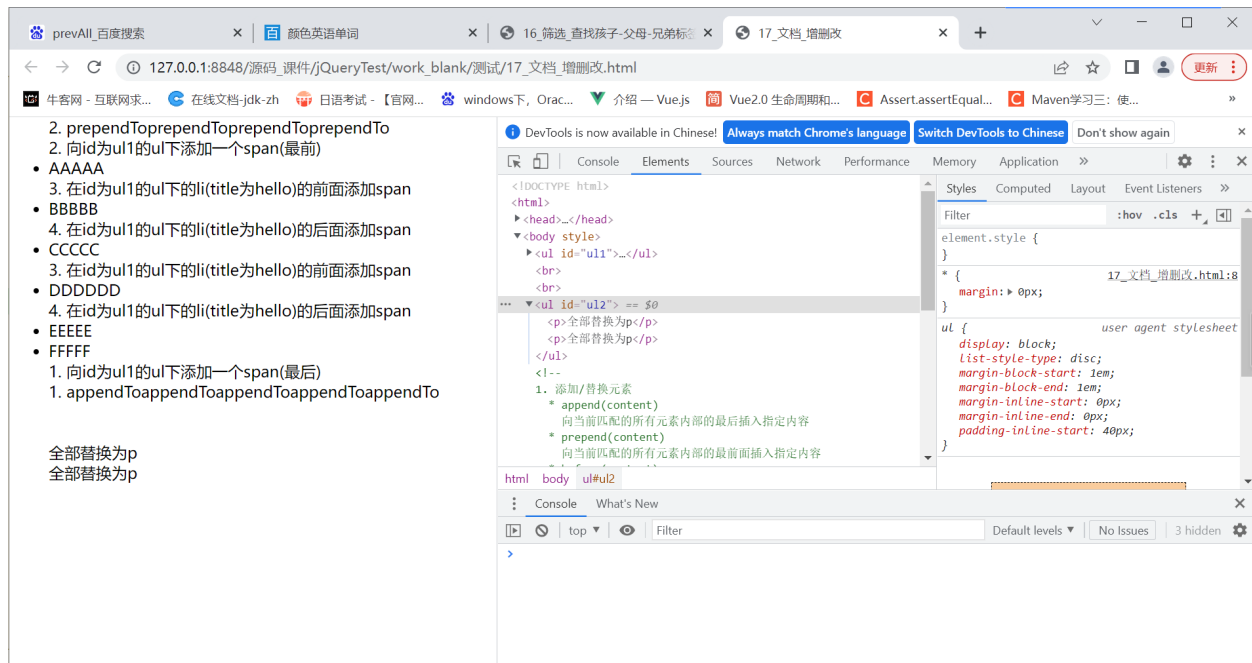 prevAll_百度搜索
颜色英语单词
16_筛选_查找孩子-父母-兄弟标签
17_文档_增删改
127.0.0.1:8848/源码_课件/jQueryTest/work_blank/测试/17_文档_增删改.html
更新
牛客网 - 互联网求...
在线文档-jdk-zh
日语考试 - 【官网...
windows下，Orac...
介绍 — Vue.js
Vue2.0 生命周期和...
Assert.assertEqual...
Maven学习三：使...
»
2. prependToprependToprependToprependTo
2. 向id为ul1的ul下添加一个span(最前)
• AAAAA
3. 在id为ul1的ul下的li(title为hello)的前面添加span
• BBBBB
4. 在id为ul1的ul下的li(title为hello)的后面添加span
• CCCCC
3. 在id为ul1的ul下的li(title为hello)的前面添加span
• DDDDDD
4. 在id为ul1的ul下的li(title为hello)的后面添加span
• EEEEE
• FFFFF
1. 向id为ul1的ul下添加一个span(最后)
1. appendToappendToappendToappendToappendTo
全部替换为p
全部替换为p
DevTools is now available in Chinese!
Always match Chrome's language
Switch DevTools to Chinese
Don't show again
Console Elements Sources Network Performance Memory Application »
<!DOCTYPE html>
<html>
<head>…</head>
<body style>
<ul id="ul1">…</ul>
<br>
<br>
<ul id="ul2"> == $0
<p>全部替换为p</p>
<p>全部替换为p</p>
</ul>
<!--
1. 添加/替换元素
* append(content)
向当前匹配的所有元素内部的最后插入指定内容
* prepend(content)
向当前匹配的所有元素内部的最前面插入指定内容
html body ul#ul2
Styles Computed Layout Event Listeners »
Filter :hov .cls +
element.style {
}
* { 17_文档_增删改.html:8
margin: 0px;
}
ul { user agent stylesheet
display: block;
list-style-type: disc;
margin-block-start: 1em;
margin-block-end: 1em;
margin-inline-start: 0px;
margin-inline-end: 0px;
padding-inline-start: 40px;
}
Console What's New
top Filter Default levels No Issues 3 hidden